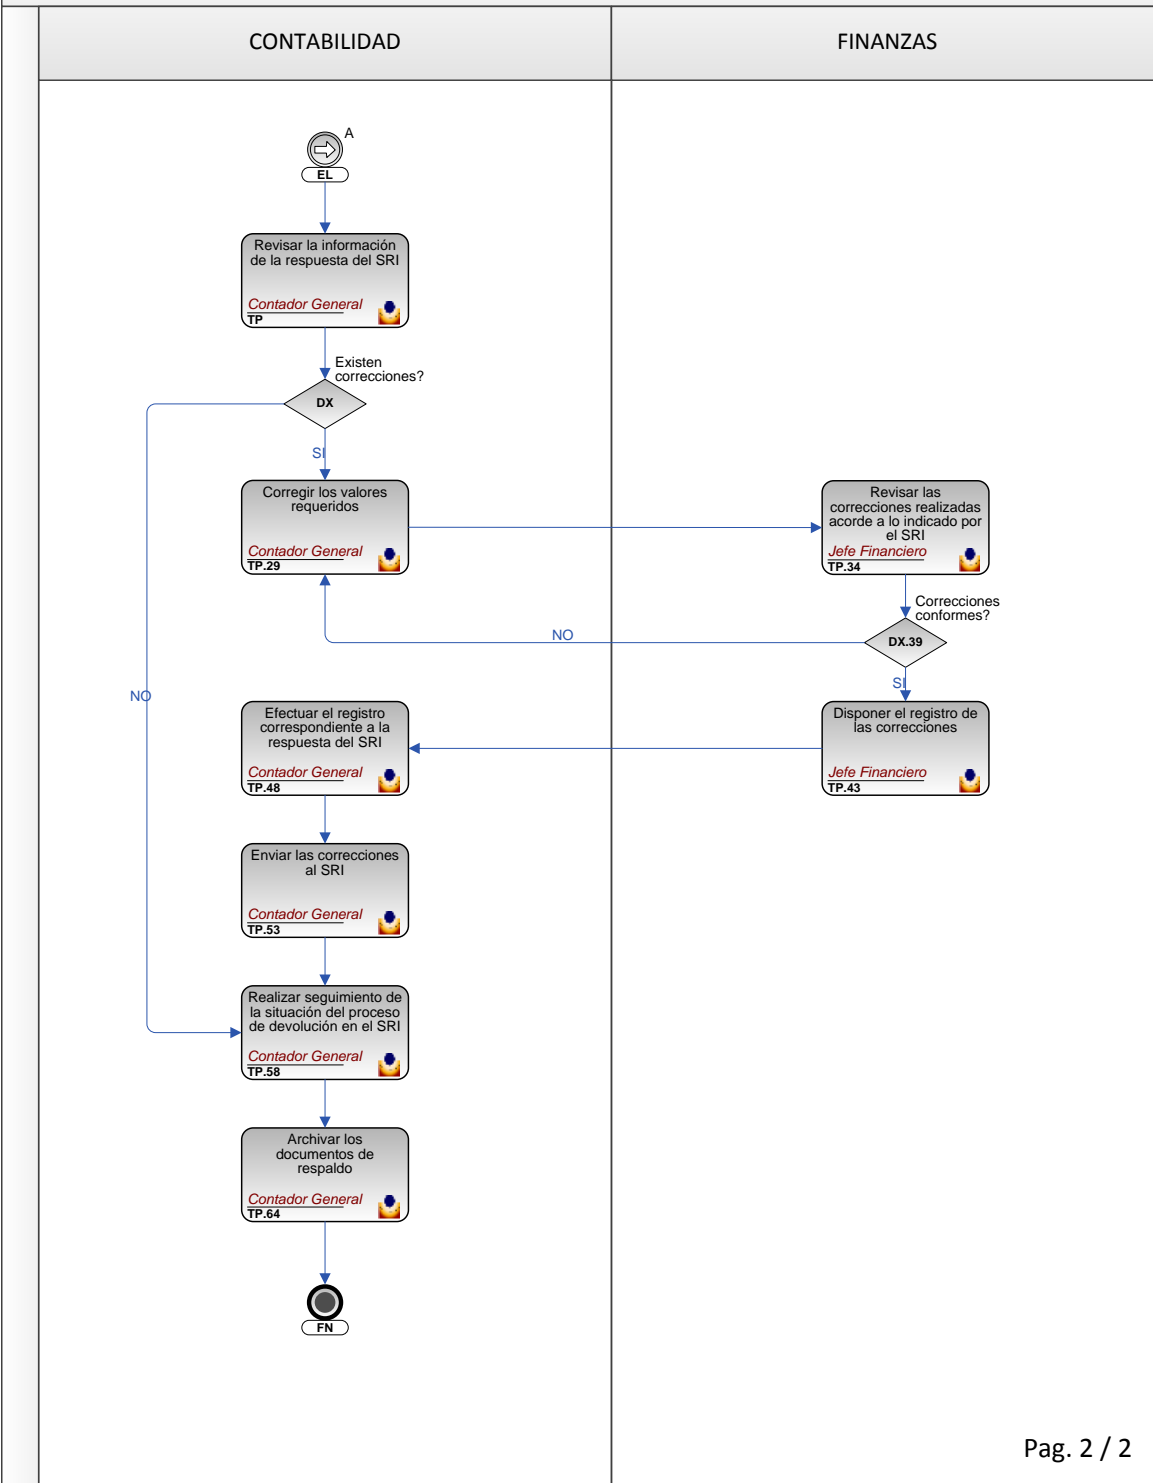 CONTABILIDAD
FINANZAS
A
EL
Revisar la información
de la respuesta del SRI
Contador General
TP
Existen
correcciones?
DX
SI
Corregir los valores
requeridos
Contador General
TP.29
Revisar las
correcciones realizadas
acorde a lo indicado por
el SRI
Jefe Financiero
TP.34
Correcciones
conformes?
DX.39
NO
SI
NO
Efectuar el registro
correspondiente a la
respuesta del SRI
Contador General
TP.48
Disponer el registro de
las correcciones
Jefe Financiero
TP.43
Enviar las correcciones
al SRI
Contador General
TP.53
Realizar seguimiento de
la situación del proceso
de devolución en el SRI
Contador General
TP.58
Archivar los
documentos de
respaldo
Contador General
TP.64
FN
Pag. 2 / 2